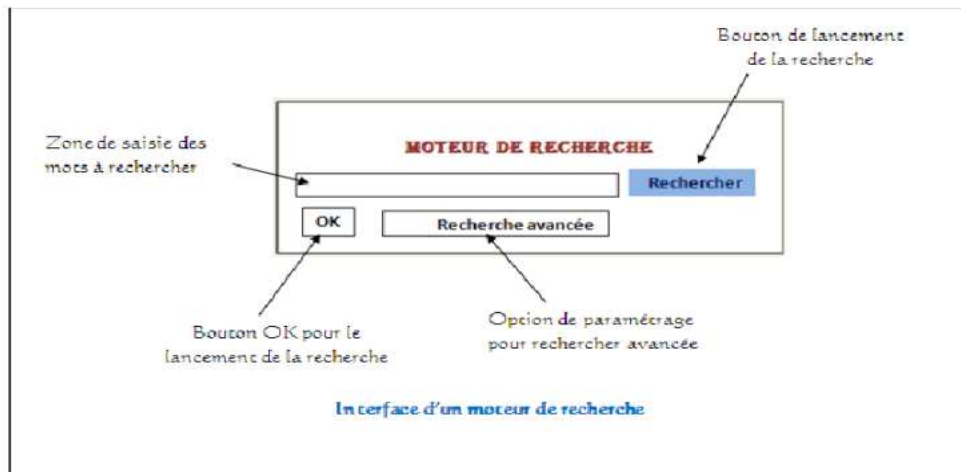 Bouton de lancement
de la recherche
Zone de saisie des
mots à rechercher
MOTEUR DE RECHERCHE
Rechercher
OK
Recherche avancée
Bouton OK pour le
lancement de la recherche
Option de paramétrage
pour rechercher avancée
Interface d'un moteur de recherche